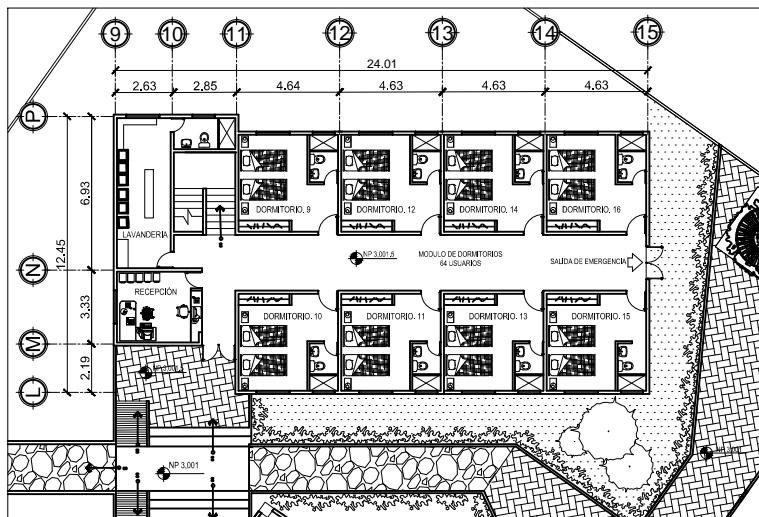 9 10 11 12 13 14 15
24.01
2.63 2.85 4.64 4.63 4.63 4.63
P
N
M
L
12.45
6.93
3.33
2.19
DORMITORIO. 9 DORMITORIO. 12 DORMITORIO. 14 DORMITORIO. 16
LAVANDERIA
NP 3,001,6
MODULO DE DORMITORIOS
64 USUARIOS
SALIDA DE EMERGENCIA
RECEPCIÓN
DORMITORIO. 10 DORMITORIO. 11 DORMITORIO. 13 DORMITORIO. 15
S
S
S
S
S
NP 3,001